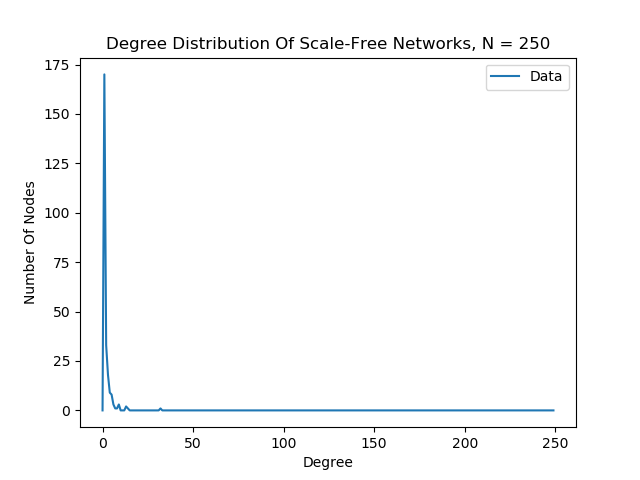 Degree Distribution Of Scale-Free Networks, N = 250
Data
175
150
125
100
75
50
25
0
Number Of Nodes
0 50 100 150 200 250
Degree